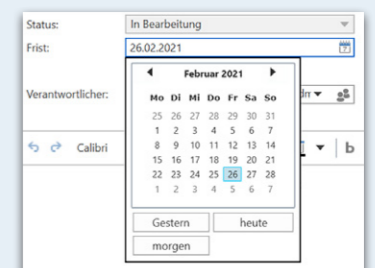 Status: In Bearbeitung
Frist: 26.02.2021
Februar 2021
Verantwortlicher:
Mo Di Mi Do Fr Sa So
25 26 27 28 29 30 31
1 2 3 4 5 6 7
8 9 10 11 12 13 14
Calibri b
15 16 17 18 19 20 21
22 23 24 25 26 27 28
1 2 3 4 5 6 7
Gestern heute
morgen